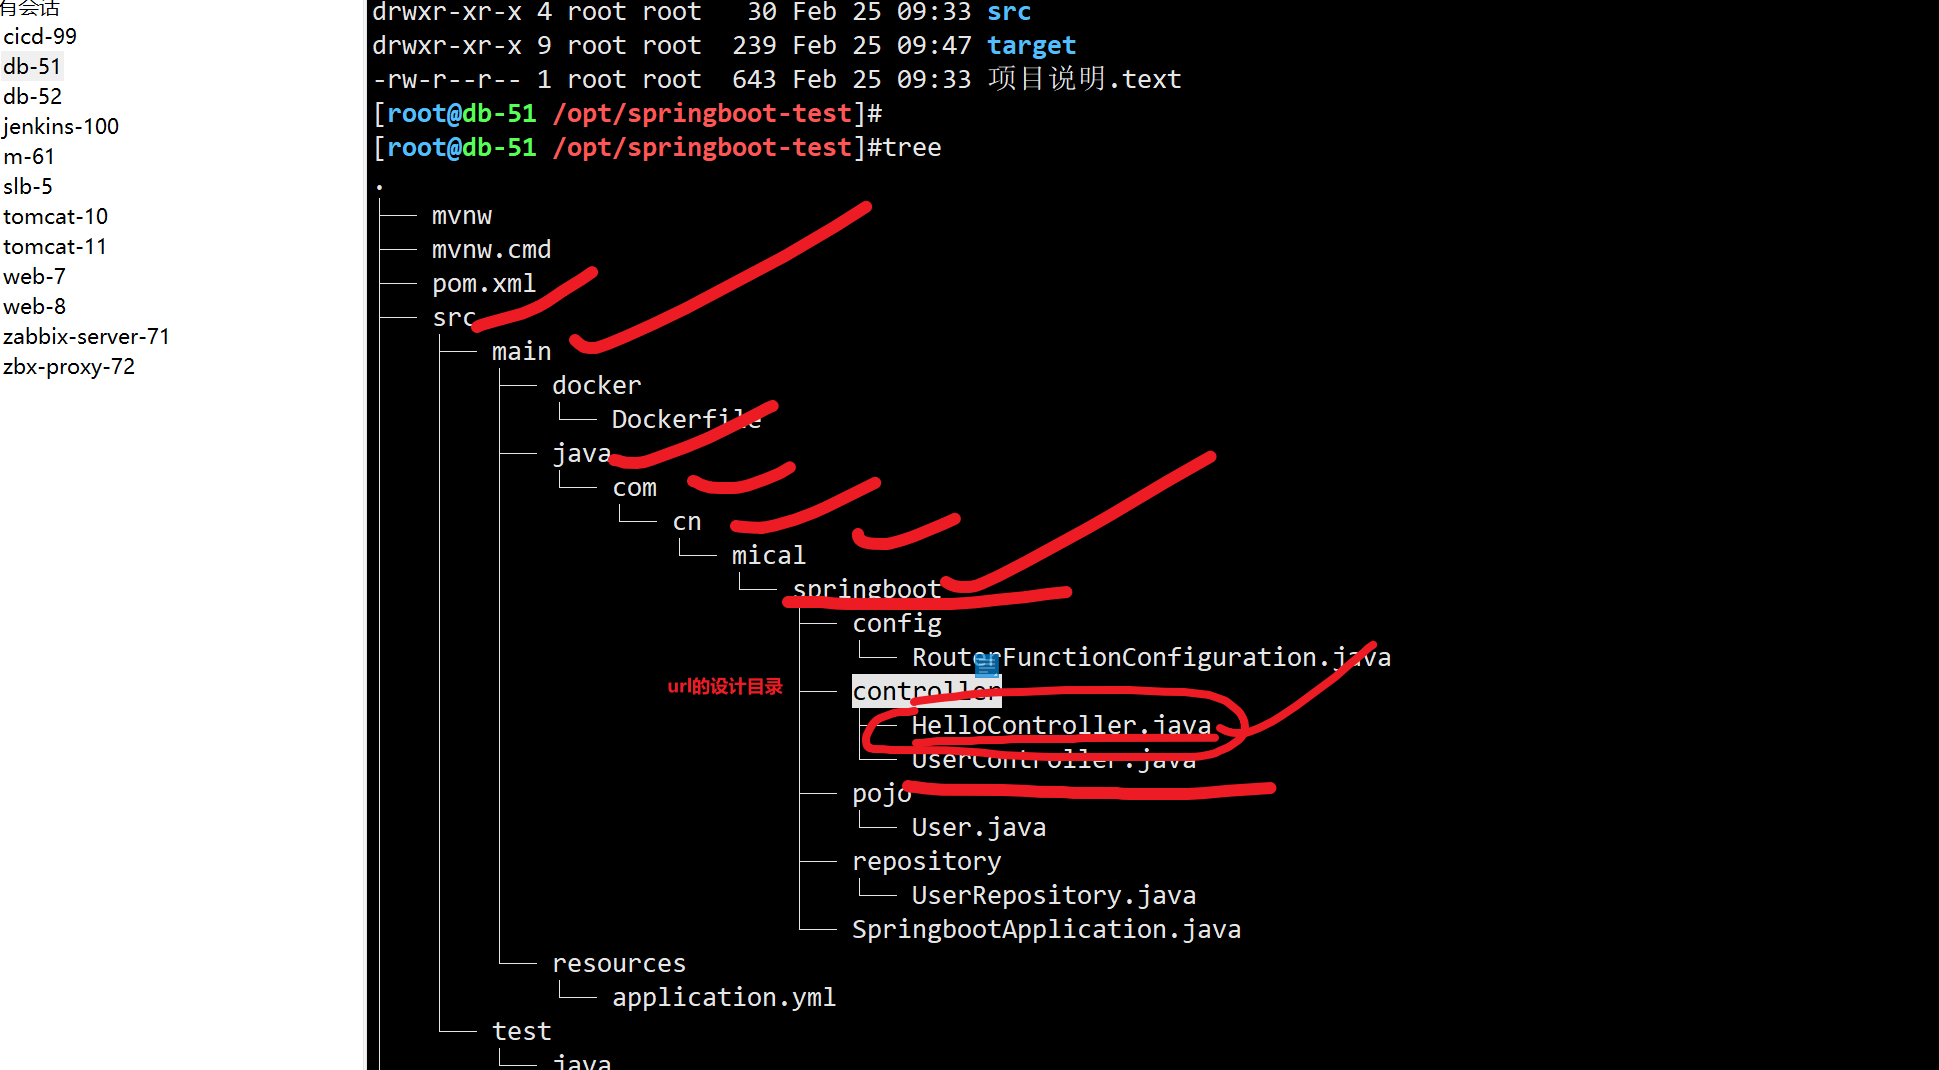 有会话
cicd-99
db-51
db-52
jenkins-100
m-61
slb-5
tomcat-10
tomcat-11
web-7
web-8
zabbix-server-71
zbx-proxy-72
drwxr-xr-x 4 root root   30 Feb 25 09:33 src
drwxr-xr-x 9 root root  239 Feb 25 09:47 target
-rw-r--r-- 1 root root  643 Feb 25 09:33 项目说明.text
[root@db-51 /opt/springboot-test]#
[root@db-51 /opt/springboot-test]#tree
.
├── mvnw
├── mvnw.cmd
├── pom.xml
├── src
│   ├── main
│   │   ├── docker
│   │   │   └── Dockerfile
│   │   ├── java
│   │   │   └── com
│   │   │       └── cn
│   │   │           └── mical
│   │   │               └── springboot
│   │   │                   ├── config
│   │   │                   │   └── RouterFunctionConfiguration.java
url的设计目录
│   │   │                   ├── controller
│   │   │                   │   ├── HelloController.java
│   │   │                   │   └── UserController.java
│   │   │                   ├── pojo
│   │   │                   │   └── User.java
│   │   │                   ├── repository
│   │   │                   │   └── UserRepository.java
│   │   │                   └── SpringbootApplication.java
│   │   └── resources
│   │       └── application.yml
│   └── test
│       └── java